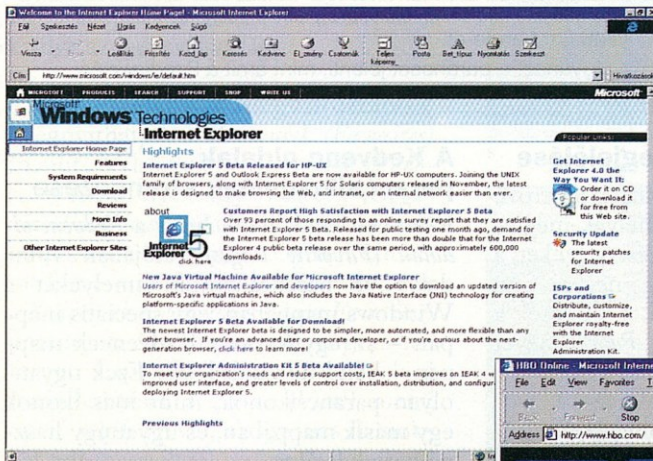 Welcome to the Internet Explorer Home Page! - Microsoft Internet Explorer
Fájl Szerkesztés Nézet Ugrás Kedvencek Súgó
Vissza Leállítás Frissítés Kezd_lap Keresés Kedvenc El_zmény Csatornák Teljes képerny_ Posta Bet_típus Nyomtatás Szerkeszt
Cím http://www.microsoft.com/windows/ie/default.htm Hivatkozások
MICROSOFT PRODUCTS SEARCH SUPPORT SHOP WRITE US Microsoft
Microsoft
Windows Technologies
Internet Explorer
Internet Explorer Home Page
Features
System Requirements
Download
Reviews
More Info
Business
Other Internet Explorer Sites
Highlights
Internet Explorer 5 Beta Released for HP-UX
Internet Explorer 5 and Outlook Express Beta are now available for HP-UX computers. Joining the UNIX
family of browsers, along with Internet Explorer 5 for Solaris computers released in November, the latest
release is designed to make browsing the Web, and intranet, or an internal network easier than ever.
about
Internet
Explorer 5
click here
Customers Report High Satisfaction with Internet Explorer 5 Beta
Over 93 percent of those responding to an online survey report that they are satisfied
with Internet Explorer 5 Beta. Released for public testing one month ago, demand for
the Internet Explorer 5 beta release has been more than double that for the Internet
Explorer 4 public beta release over the same period, with approximately 600,000
downloads.
New Java Virtual Machine Available for Microsoft Internet Explorer
Users of Microsoft Internet Explorer and developers now have the option to download an updated version of
Microsoft's Java virtual machine, which also includes the Java Native Interface (JNI) technology for creating
platform-specific applications in Java.
Internet Explorer 5 Beta Available for Download!
The newest Internet Explorer beta is designed to be simpler, more automated, and more flexible than any
other browser. If you're an advanced user or corporate developer, or if you're curious about the next-
generation browser, click here to learn more!
Internet Explorer Administration Kit 5 Beta Available!
To meet your organization's needs and reduce support costs, IEAK 5 beta improves on IEAK 4 w
improved user interface, and greater levels of control over installation, distribution, and configur
deploying Internet Explorer 5.
Previous Highlights
Popular Links:
Get Internet
Explorer 4.0 the
Way You Want It:
Order it on CD
or download it
for free from
this Web site.
Security Update
The latest
security patches
for Internet
Explorer
ISPs and
Corporations
Distribute, customize,
and maintain Internet
Explorer royalty-free
with the Internet
Explorer
Administration Kit.
HBO Online - Microsoft Interne
File Edit View Favorites T
Back Forward Stop
Address http://www.hbo.com/